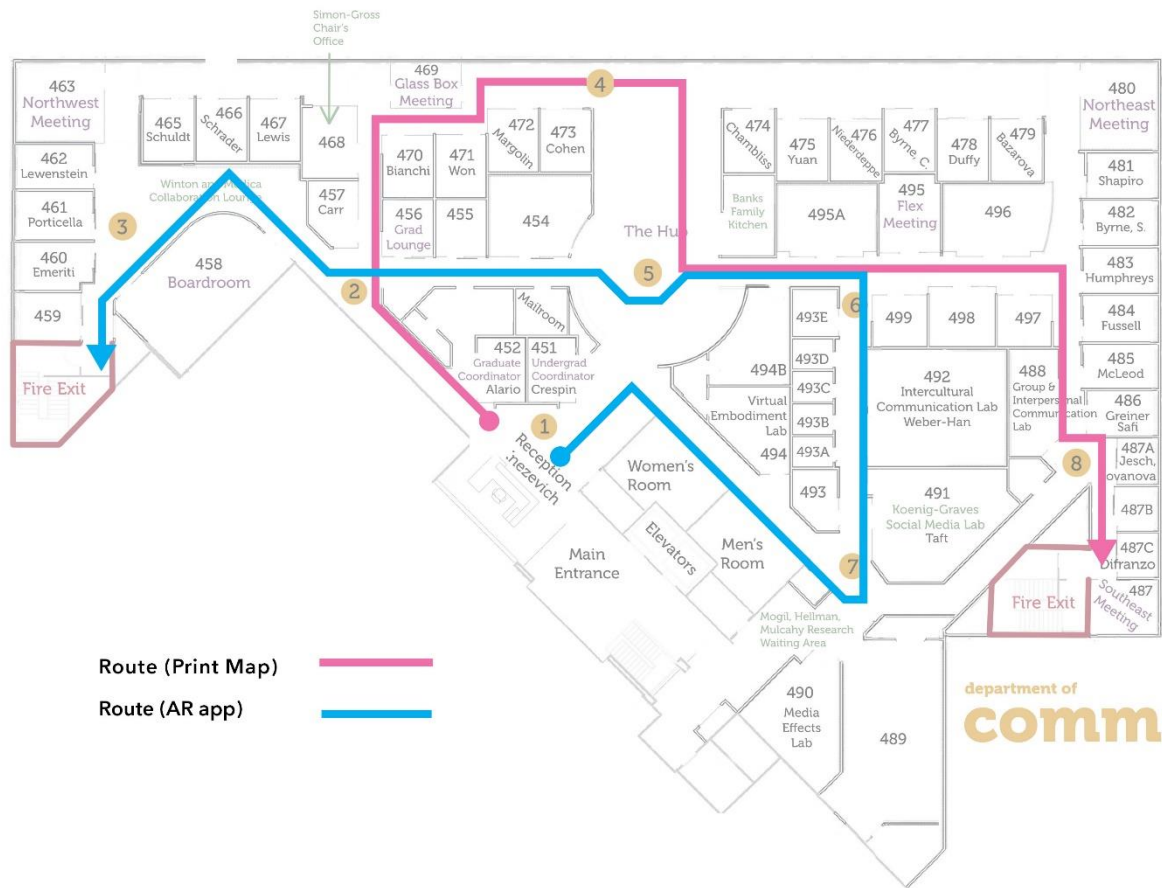 Simon-Gross
Chair's
Office
463
Northwest
Meeting
465
Schuldt
466
Schrader
467
Lewis
468
469
Glass Box
Meeting
4
470
Bianchi
471
Won
472
Margolin
473
Cohen
474
Chambliss
475
Yuan
476
Niederdeppe
477
Byrne, C.
478
Duffy
479
Bazarova
480
Northeast
Meeting
462
Lewenstein
461
Porticella
460
Emeriti
459
3
Collaboration Lounge
457
Carr
458
Boardroom
456
Grad
Lounge
455
454
The Hub
Banks
Family
Kitchen
495A
495
Flex
Meeting
496
481
Shapiro
482
Byrne, S.
483
Humphreys
484
Fussell
485
McLeod
486
Greiner
Safi
487A
Jesch,
ovanova
487B
487C
Difranzo
487
Southeast
Meeting
2
5
6
Mailroom
452
Graduate
Coordinator
Alario
451
Undergrad
Coordinator
Crespin
493E
493D
493C
493B
493A
493
494B
Virtual
Embodiment
Lab
494
499
498
497
492
Intercultural
Communication Lab
Weber-Han
488
Group &
Interpersonal
Communication
Lab
491
Koenig-Graves
Social Media Lab
Taft
8
7
1
Reception
.nezevich
Women's
Room
Elevators
Men's
Room
Main
Entrance
Fire Exit
Fire Exit
Mogil, Hellman,
Mulcahy Research
Waiting Area
490
Media
Effects
Lab
489
Route (Print Map)
Route (AR app)
department of
comm